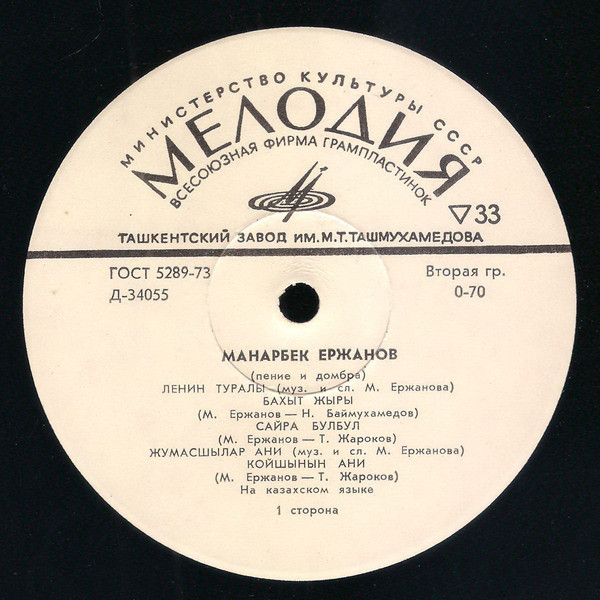 МИНИСТЕРСТВО КУЛЬТУРЫ СССР
МЕЛОДИЯ
ВСЕСОЮЗНАЯ ФИРМА ГРАМПЛАСТИНОК
▽33
ТАШКЕНТСКИЙ ЗАВОД ИМ.М.Т.ТАШМУХАМЕДОВА
ГОСТ 5289-73 Вторая гр.
Д-34055 0-70
МАНАРБЕК ЕРЖАНОВ
(пение и домбра)
ЛЕНИН ТУРАЛЫ (муз. и сл. М. Ержанова)
БАХЫТ ЖЫРЫ
(М. Ержанов — Н. Баймухамедов)
САЙРА БУЛБУЛ
(М. Ержанов — Т. Жароков)
ЖУМАСШЫЛАР АНИ (муз. и сл. М. Ержанова)
КОЙШЫНЫН АНИ
(М. Ержанов — Т. Жароков)
На казахском языке
1 сторона